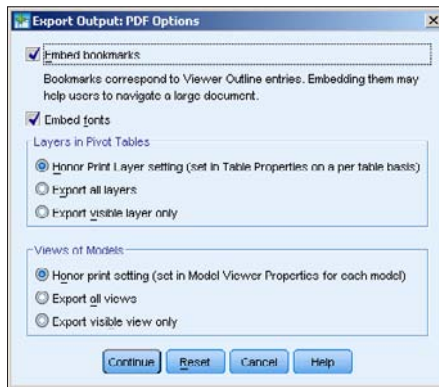 Export Output: PDF Options
Embed bookmarks
Bookmarks correspond to Viewer Outline entries. Embedding them may
help users to navigate a large document.
Embed fonts
Layers in Pivot Tables
Honor Print Layer setting (set in Table Properties on a per table basis)
Export all layers
Export visible layer only
Views of Models
Honor print setting (set in Model Viewer Properties for each model)
Export all views
Export visible view only
Continue Reset Cancel Help